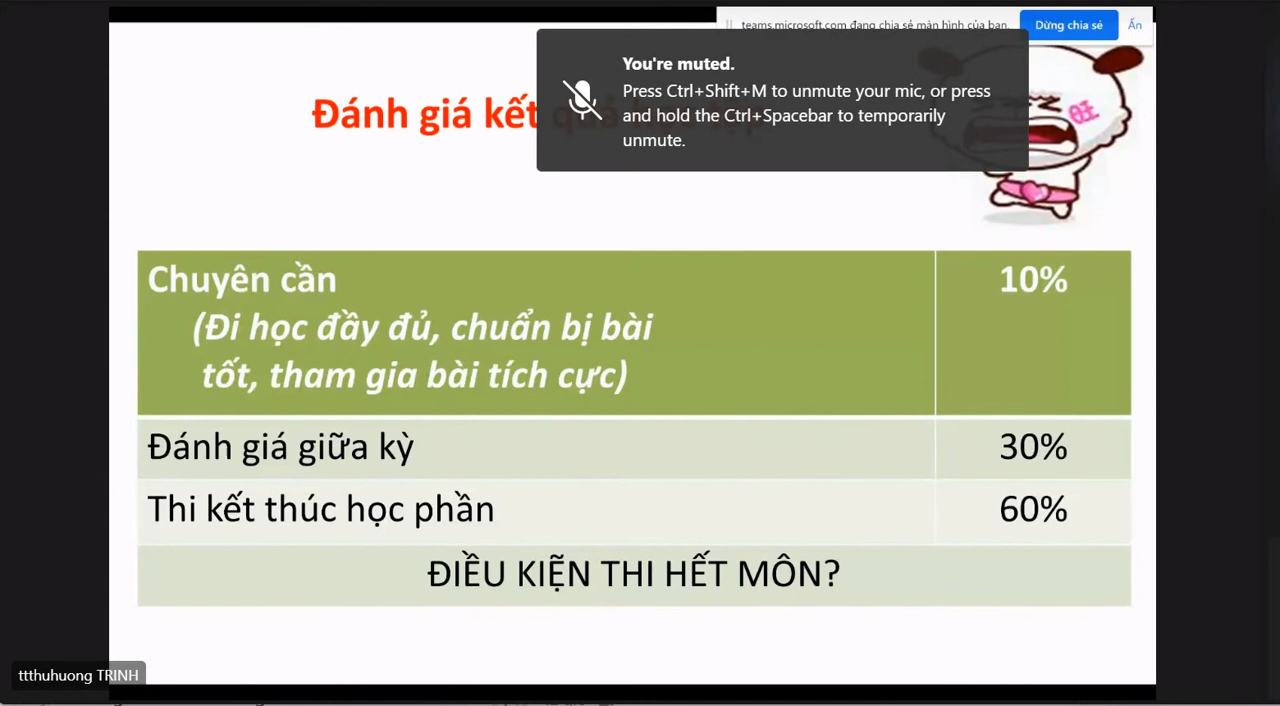 teams.microsoft.com đang chia sẻ màn hình của bạn.
Dừng chia sẻ
Ẩn
You're muted.
Press Ctrl+Shift+M to unmute your mic, or press
and hold the Ctrl+Spacebar to temporarily
unmute.
Đánh giá kết
旺
Chuyên cần
10%
(Đi học đầy đủ, chuẩn bị bài
tốt, tham gia bài tích cực)
Đánh giá giữa kỳ
30%
Thi kết thúc học phần
60%
ĐIỀU KIỆN THI HẾT MÔN?
ttthuhuong TRINH